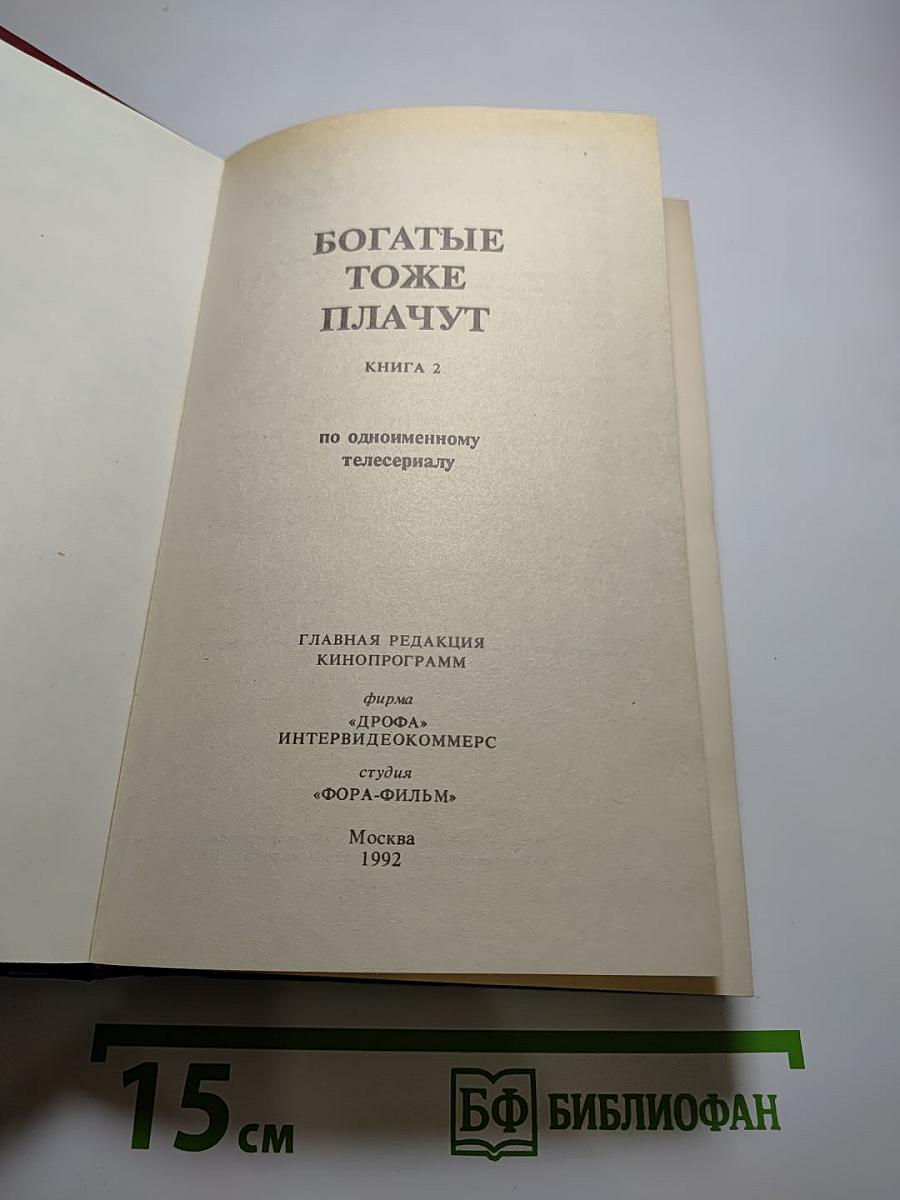 БОГАТЫЕ
ТОЖЕ
ПЛАЧУТ
КНИГА 2
по одноименному
телесериалу
ГЛАВНАЯ РЕДАКЦИЯ
КИНОПРОГРАММ
фирма
«ДРОФА»
ИНТЕРВИДЕОКОММЕРС
студия
«ФОРА-ФИЛЬМ»
Москва
1992
15 см
БФ БИБЛИОФАН